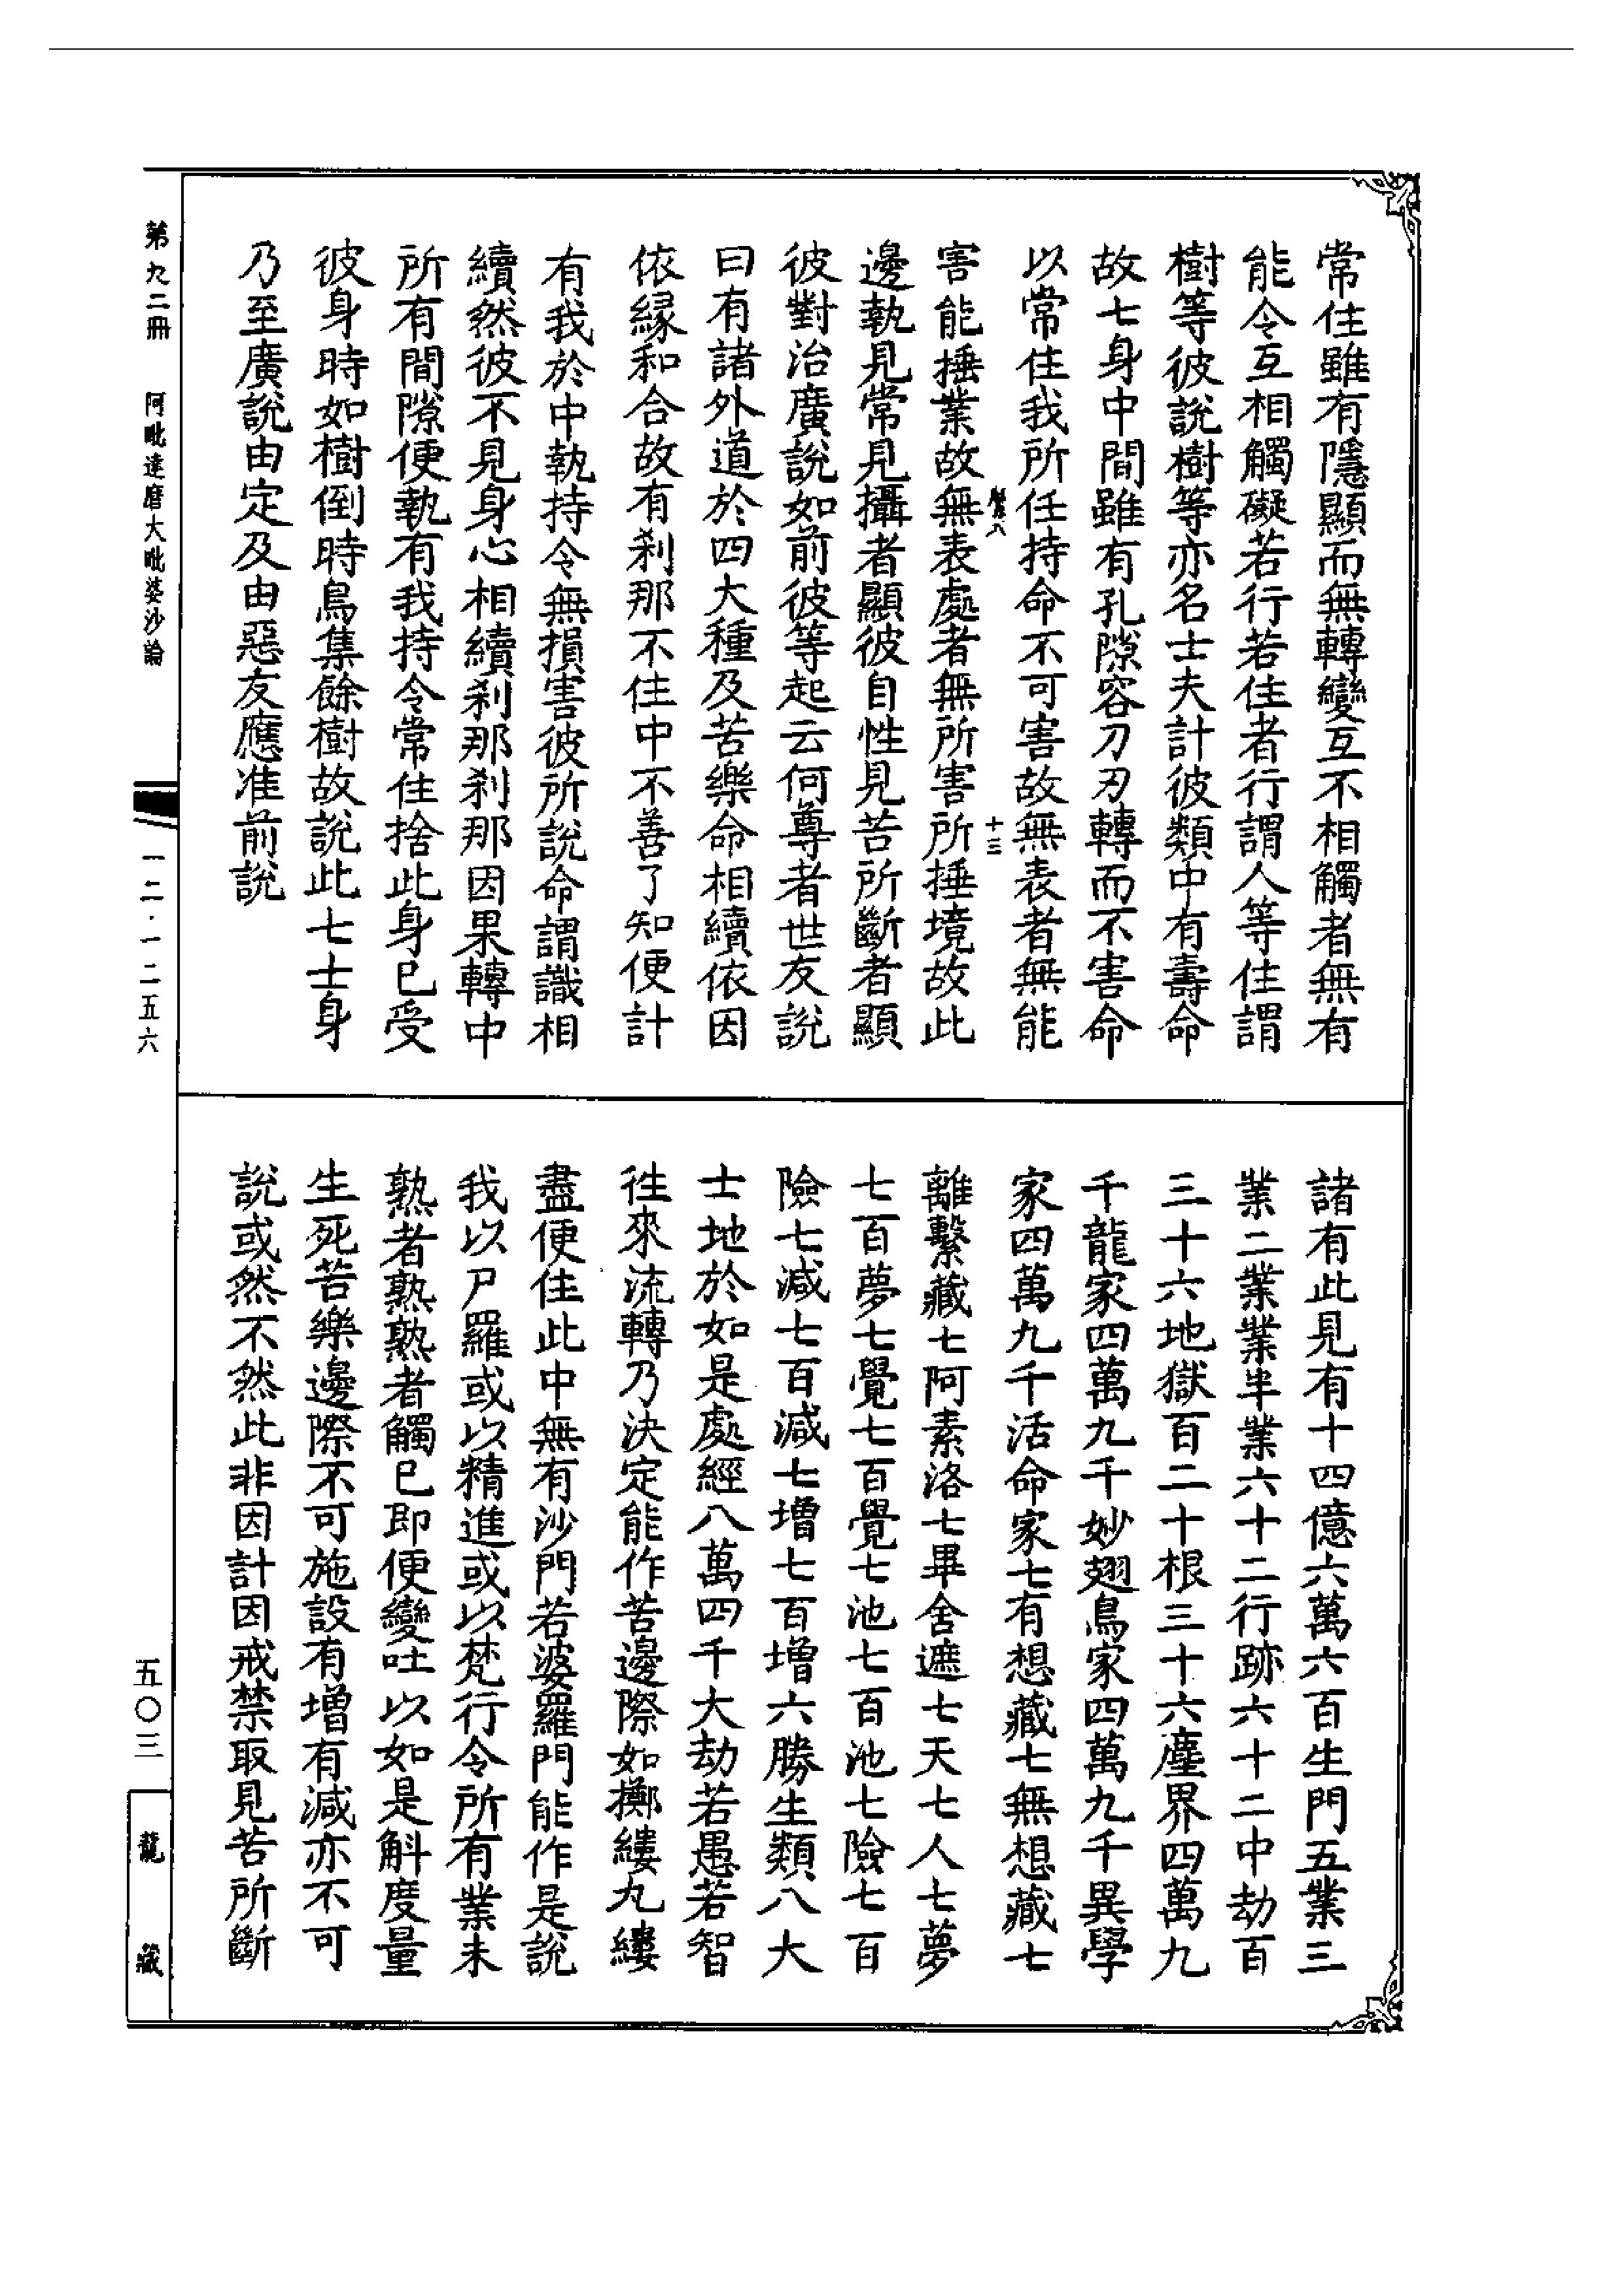 常住雖有隱顯而無轉變互不相觸者無有
能令互相觸礙若行若住者行謂人等住謂
樹等彼說樹等亦名士夫計彼類中有壽命
故七身中間雖有孔隙容刀刃轉而不害命
以常住我所任持命不可害故無表者無能
十三
害能捶業故無表處者無所害所捶境故此
邊執見常見攝者顯彼自性見苦所斷者顯
彼對治廣說如前彼等起云何尊者世友說
曰有諸外道於四大種及苦樂命相續依因
依緣和合故有剎那不住中不善了知便計
有我於中執持令無損害彼所說命謂識相
續然彼不見身心相續剎那剎那因果轉中
所有間隙便執有我持令常住捨此身已受
彼身時如樹倒時鳥集餘樹故說此七士身
乃至廣說由定及由惡友應准前說
諸有此見有十四億六萬六百生門五業三
業二業業半業六十二行跡六十二中劫百
三十六地獄百二十根三十六塵界四萬九
千龍家四萬九千妙翅鳥家四萬九千異學
家四萬九千活命家七有想藏七無想藏七
離繫藏七阿素洛七畢舍遮七天七人七夢
七百夢七覺七百覺七池七百池七險七百
險七減七百減七增七百增六勝生類八大
士地於如是處經八萬四千大劫若愚若智
往來流轉乃決定能作苦邊際如擲縷丸縷
盡便住此中無有沙門若婆羅門能作是說
我以尸羅或以精進或以梵行令所有業未
熟者熟熟者觸已即便變吐以如是斛度量
生死苦樂邊際不可施設有增有減亦不可
說或然不然此非因計因戒禁取見苦所斷
第九二冊 阿毗達磨大毗婆沙論
一二·一二五六
五〇三
龍藏